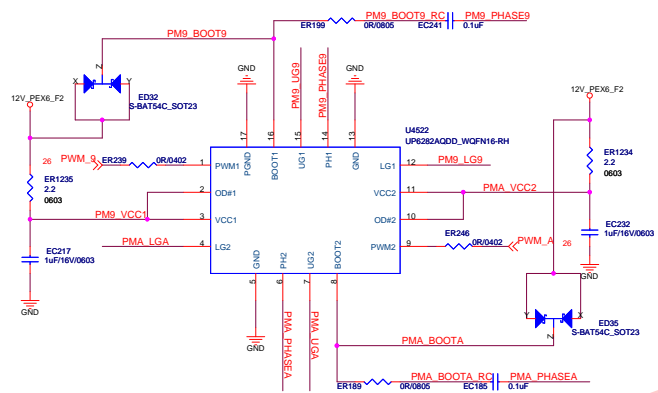 PM9_BOOT9_RC PM9_PHASE9
ER199 0R/0805 EC241 0.1uF
PM9_BOOT9
Z
X Y
ED32
S-BAT54C_SOT23
12V_PEX6_F2
GND
PM9_UG9
PM9_PHASE9
GND
12V_PEX6_F2
17 16 15 14 13
PGND BOOT1 UG1 PH1 GND
U4522
UP6282AQDD_WQFN16-RH
26 PWM_9
ER239 0R/0402
1 PWM1
LG1 12 PM9_LG9
ER1234
2.2
0603
ER1235
2.2
0603
2 OD#1
VCC2 11 PMA_VCC2
PM9_VCC1
3 VCC1
OD#2 10
EC232
1uF/16V/0603
PMA_LGA
4 LG2
PWM2 9
ER246
0R/0402
PWM_A 26
EC217
1uF/16V/0603
GND
GND
GND PH2 UG2 BOOT2
5 6 7 8
GND
PMA_PHASEA
PMA_UGA
Y X
Z
ED35
S-BAT54C_SOT23
PMA_BOOTA
PMA_BOOTA_RC PMA_PHASEA
ER189 0R/0805 EC185 0.1uF